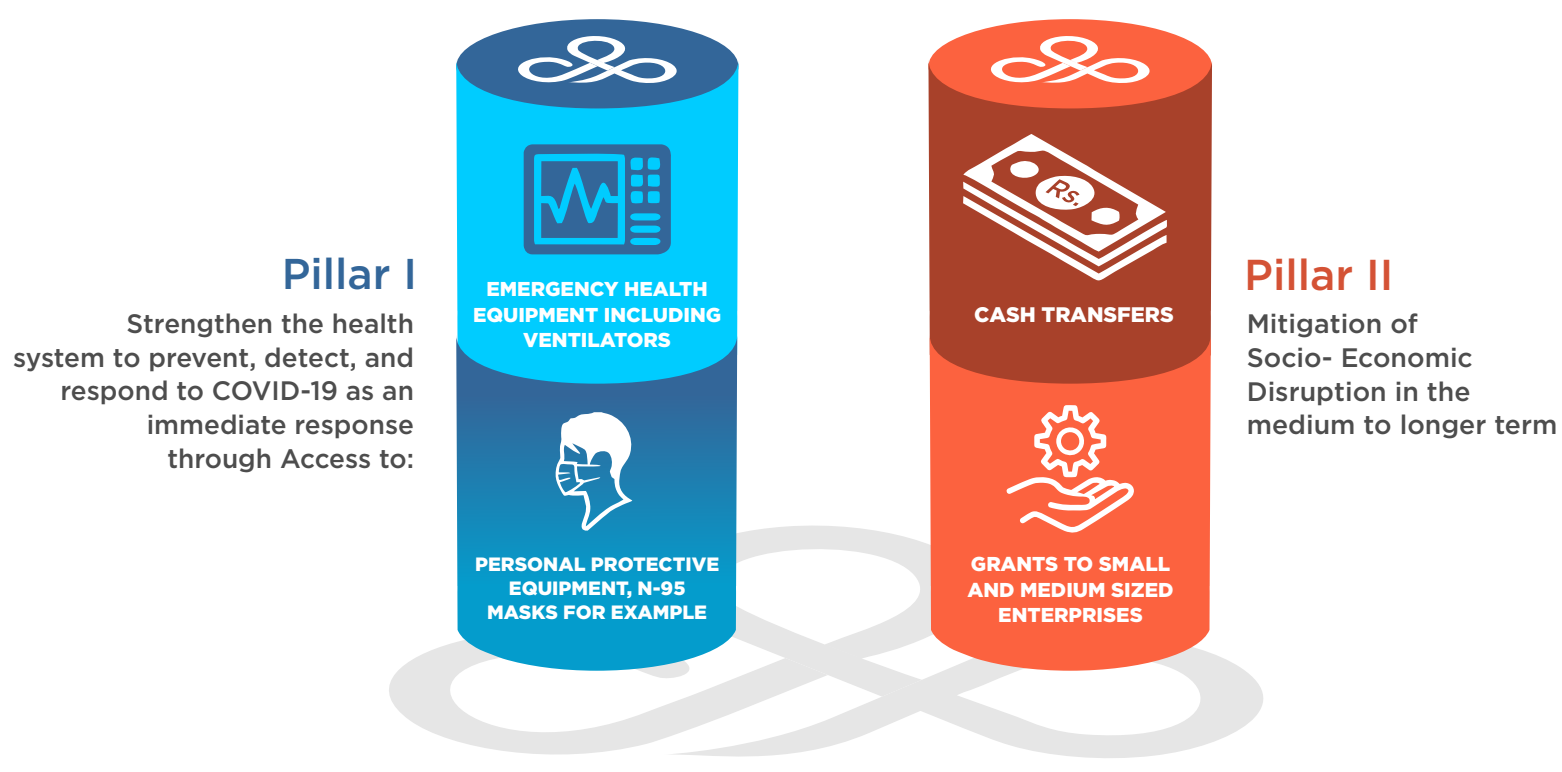 Pillar I
Strengthen the health
system to prevent, detect, and
respond to COVID-19 as an
immediate response
through Access to:
EMERGENCY HEALTH
EQUIPMENT INCLUDING
VENTILATORS
PERSONAL PROTECTIVE
EQUIPMENT, N-95
MASKS FOR EXAMPLE
Rs.
CASH TRANSFERS
GRANTS TO SMALL
AND MEDIUM SIZED
ENTERPRISES
Pillar II
Mitigation of
Socio- Economic
Disruption in the
medium to longer term